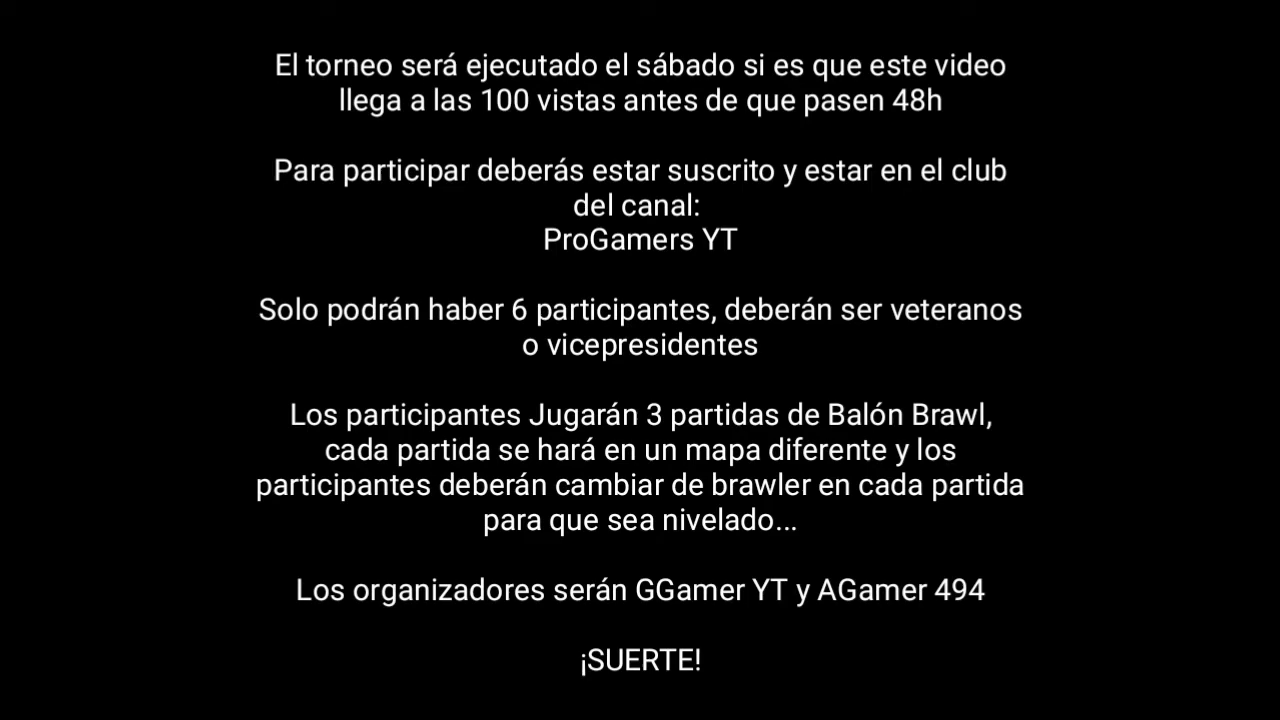 El torneo será ejecutado el sábado si es que este video
llega a las 100 vistas antes de que pasen 48h
Para participar deberás estar suscrito y estar en el club
del canal:
ProGamers YT
Solo podrán haber 6 participantes, deberán ser veteranos
o vicepresidentes
Los participantes Jugarán 3 partidas de Balón Brawl,
cada partida se hará en un mapa diferente y los
participantes deberán cambiar de brawler en cada partida
para que sea nivelado...
Los organizadores serán GGamer YT y AGamer 494
¡SUERTE!